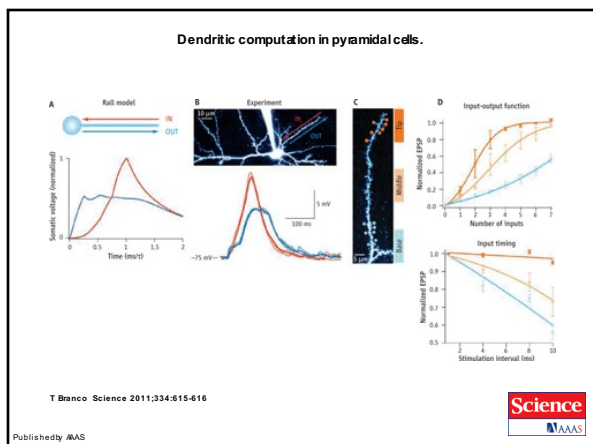 Dendritic computation in pyramidal cells.
A
Rall model
IN
OUT
Somatic voltage (normalized)
1
0.5
0
0
0.5
1
1.5
2
Time (ms/τ)
B
Experiment
10 μm
IN
OUT
5 mV
100 ms
–75 mV
C
Tip
Middle
Base
5 μm
D
Input-output function
Normalized EPSP
1.0
0.8
0.6
0.4
0.2
0.0
0
1
2
3
4
5
6
7
Number of inputs
Input timing
Normalized EPSP
1.0
0.9
0.8
0.7
0.6
0.5
2
4
6
8
10
Stimulation interval (ms)
T Branco Science 2011;334:615-616
Published by AAAS
Science
AAAS